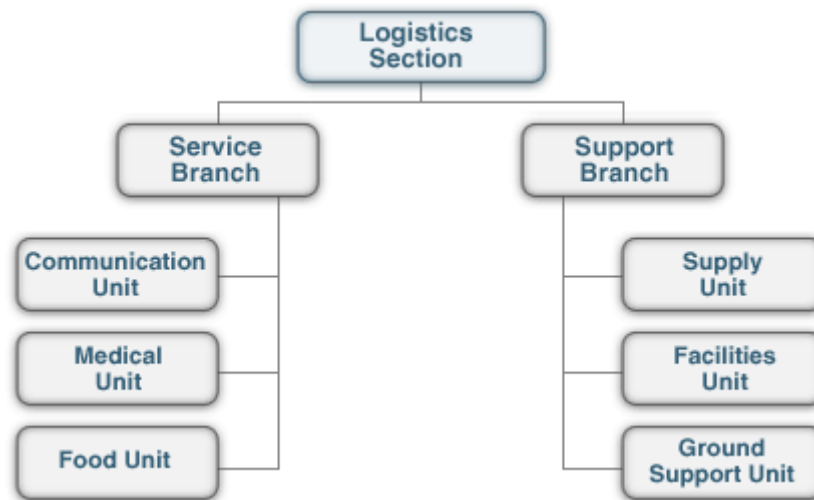 Logistics
Section
Service
Branch
Support
Branch
Communication
Unit
Supply
Unit
Medical
Unit
Facilities
Unit
Food Unit
Ground
Support Unit